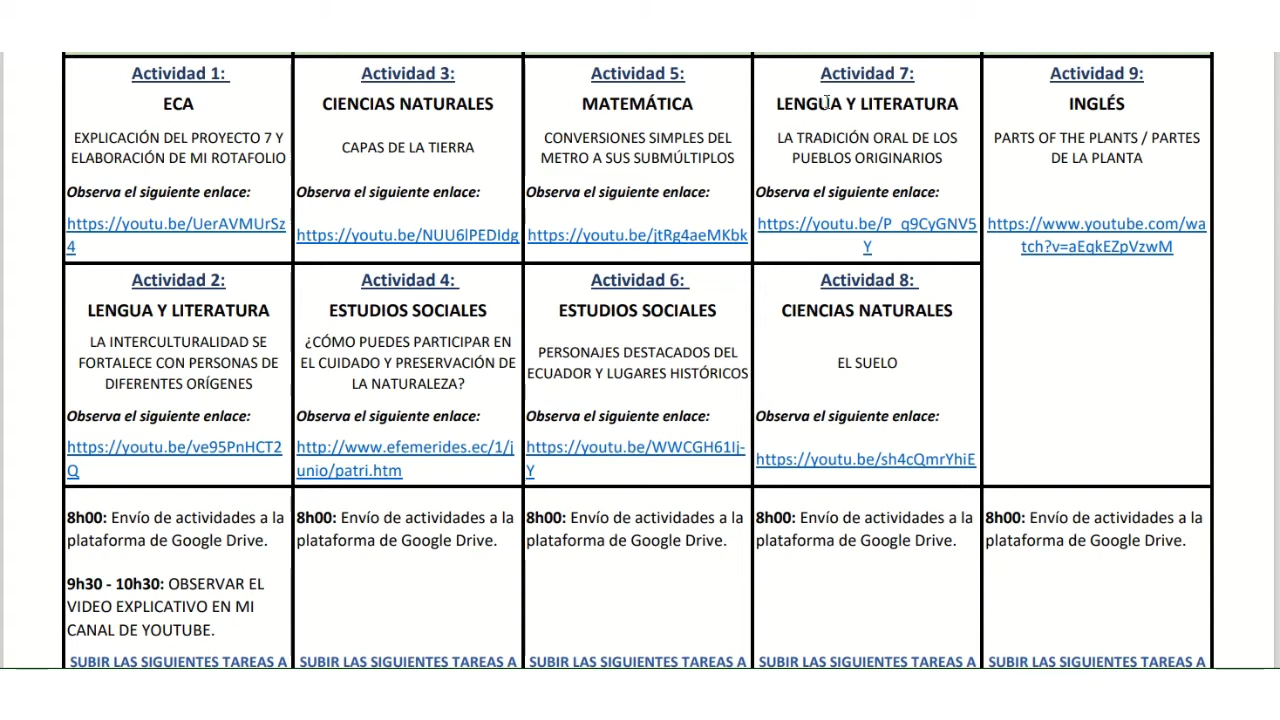 Actividad 1:
ECA
EXPLICACIÓN DEL PROYECTO 7 Y
ELABORACIÓN DE MI ROTAFOLIO
Observa el siguiente enlace:
https://youtu.be/UerAVMUrSz
4
Actividad 3:
CIENCIAS NATURALES
CAPAS DE LA TIERRA
Observa el siguiente enlace:
https://youtu.be/NUU6lPEDIdg
Actividad 5:
MATEMÁTICA
CONVERSIONES SIMPLES DEL
METRO A SUS SUBMÚLTIPLOS
Observa el siguiente enlace:
https://youtu.be/jtRg4aeMKbk
Actividad 7:
LENGUA Y LITERATURA
LA TRADICIÓN ORAL DE LOS
PUEBLOS ORIGINARIOS
Observa el siguiente enlace:
https://youtu.be/P_q9CyGNV5
Y
Actividad 9:
INGLÉS
PARTS OF THE PLANTS / PARTES
DE LA PLANTA
https://www.youtube.com/wa
tch?v=aEqkEZpVzwM
Actividad 2:
LENGUA Y LITERATURA
LA INTERCULTURALIDAD SE
FORTALECE CON PERSONAS DE
DIFERENTES ORÍGENES
Observa el siguiente enlace:
https://youtu.be/ve95PnHCT2
Q
Actividad 4:
ESTUDIOS SOCIALES
¿CÓMO PUEDES PARTICIPAR EN
EL CUIDADO Y PRESERVACIÓN DE
LA NATURALEZA?
Observa el siguiente enlace:
http://www.efemerides.ec/1/j
unio/patri.htm
Actividad 6:
ESTUDIOS SOCIALES
PERSONAJES DESTACADOS DEL
ECUADOR Y LUGARES HISTÓRICOS
Observa el siguiente enlace:
https://youtu.be/WWCGH61Ij-
Y
Actividad 8:
CIENCIAS NATURALES
EL SUELO
Observa el siguiente enlace:
https://youtu.be/sh4cQmrYhiE
8h00: Envío de actividades a la
plataforma de Google Drive.
9h30 - 10h30: OBSERVAR EL
VIDEO EXPLICATIVO EN MI
CANAL DE YOUTUBE.
SUBIR LAS SIGUIENTES TAREAS A
8h00: Envío de actividades a la
plataforma de Google Drive.
SUBIR LAS SIGUIENTES TAREAS A
8h00: Envío de actividades a la
plataforma de Google Drive.
SUBIR LAS SIGUIENTES TAREAS A
8h00: Envío de actividades a la
plataforma de Google Drive.
SUBIR LAS SIGUIENTES TAREAS A
8h00: Envío de actividades a la
plataforma de Google Drive.
SUBIR LAS SIGUIENTES TAREAS A